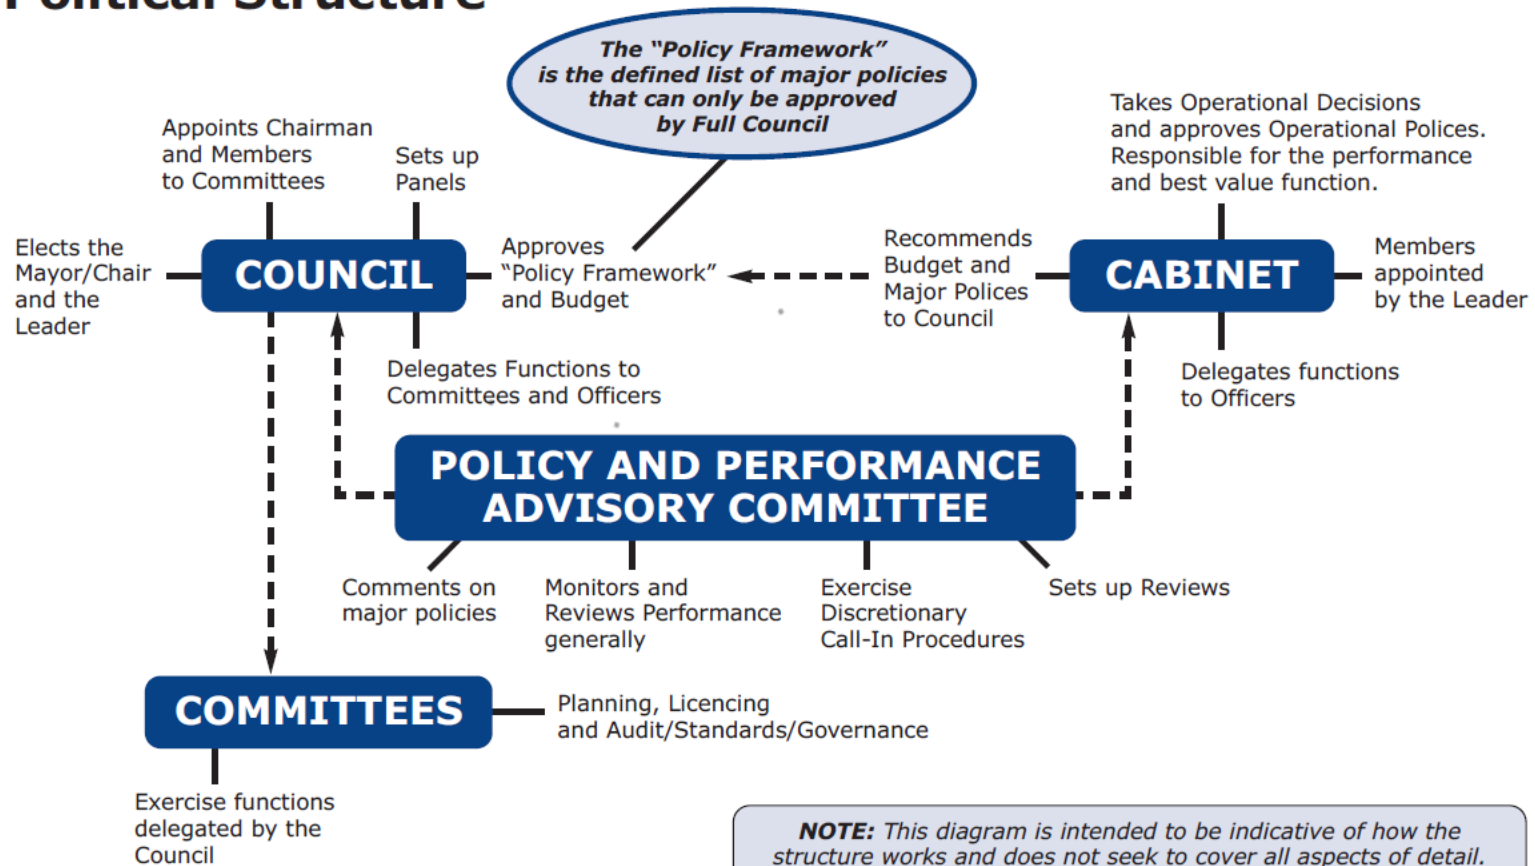 Political Structure
The “Policy Framework”
is the defined list of major policies
that can only be approved
by Full Council
Appoints Chairman
and Members
to Committees
Sets up
Panels
Elects the
Mayor/Chair
and the
Leader
COUNCIL
Approves
“Policy Framework”
and Budget
Delegates Functions to
Committees and Officers
Takes Operational Decisions
and approves Operational Polices.
Responsible for the performance
and best value function.
Recommends
Budget and
Major Polices
to Council
CABINET
Members
appointed
by the Leader
Delegates functions
to Officers
POLICY AND PERFORMANCE
ADVISORY COMMITTEE
Comments on
major policies
Monitors and
Reviews Performance
generally
Exercise
Discretionary
Call-In Procedures
Sets up Reviews
COMMITTEES
Planning, Licencing
and Audit/Standards/Governance
Exercise functions
delegated by the
Council
NOTE: This diagram is intended to be indicative of how the
structure works and does not seek to cover all aspects of detail.